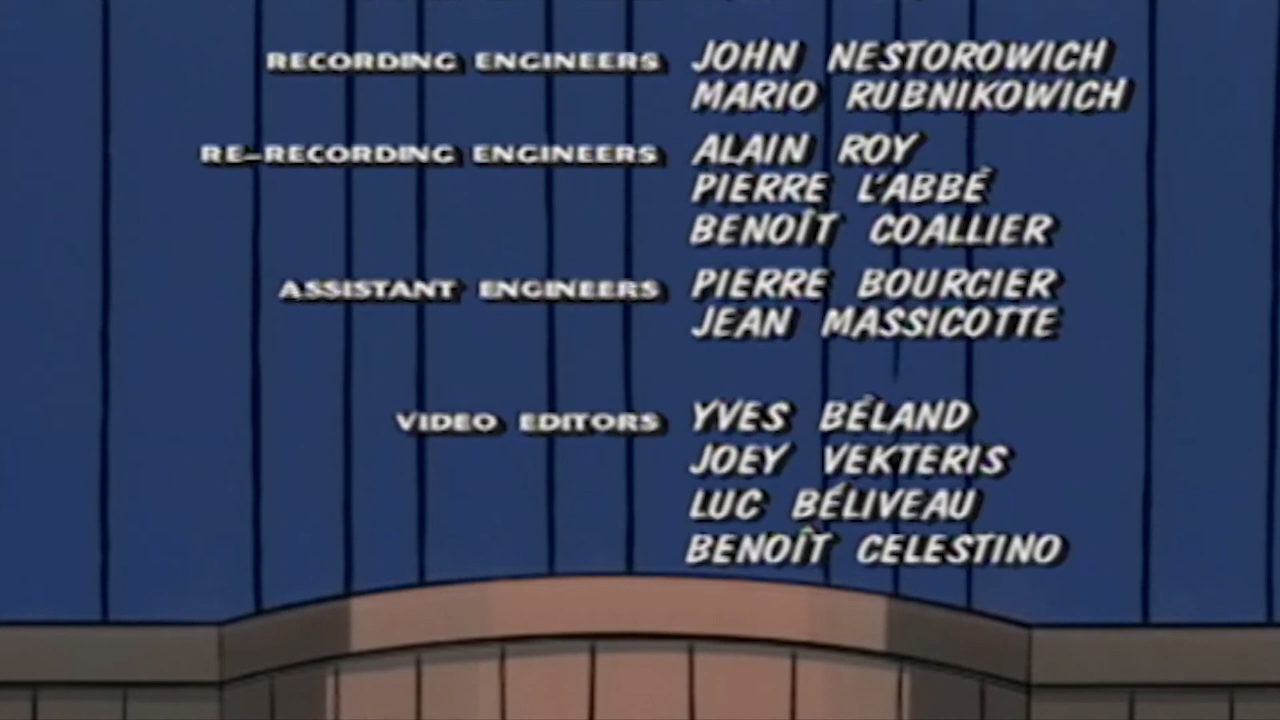 RECORDING ENGINEERS JOHN NESTOROWICH
MARIO RUBNIKOWICH
RE-RECORDING ENGINEERS ALAIN ROY
PIERRE L'ABBÉ
BENOÎT COALLIER
ASSISTANT ENGINEERS PIERRE BOURCIER
JEAN MASSICOTTE
VIDEO EDITORS YVES BÉLAND
JOEY VEKTERIS
LUC BÉLIVEAU
BENOÎT CELESTINO